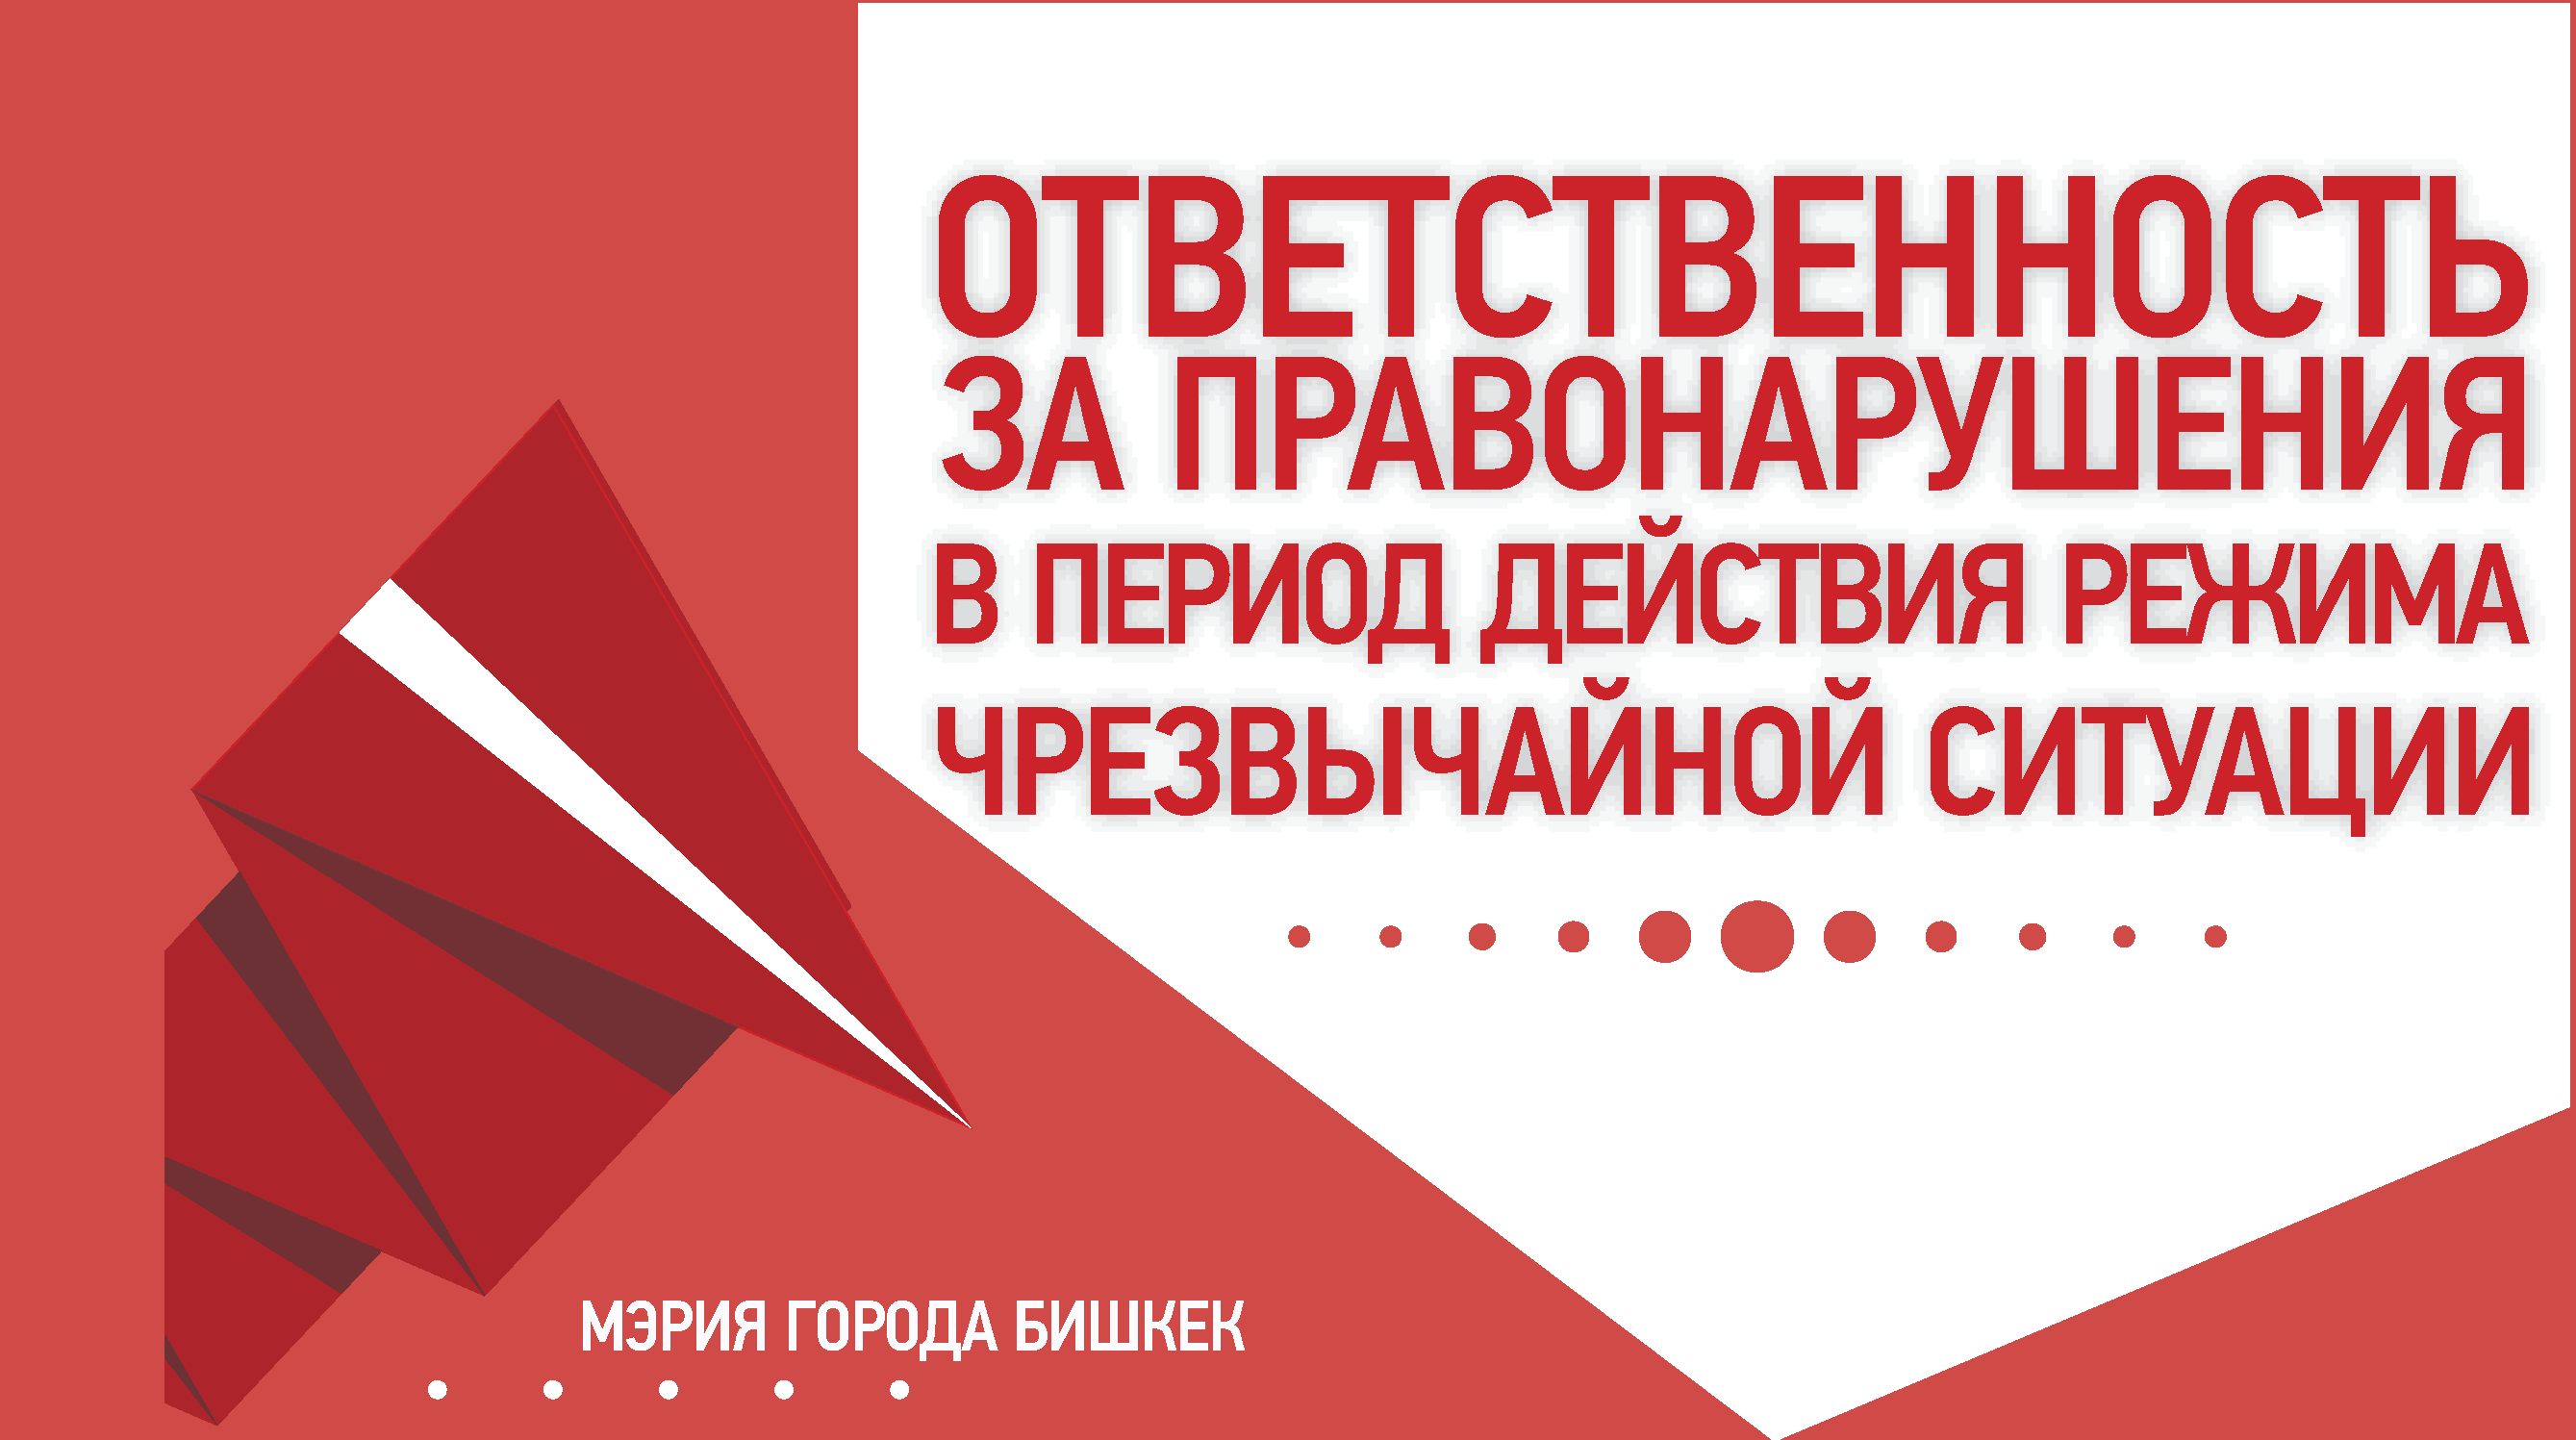 ОТВЕТСТВЕННОСТЬ
ЗА ПРАВОНАРУШЕНИЯ
В ПЕРИОД ДЕЙСТВИЯ РЕЖИМА
ЧРЕЗВЫЧАЙНОЙ СИТУАЦИИ
МЭРИЯ ГОРОДА БИШКЕК